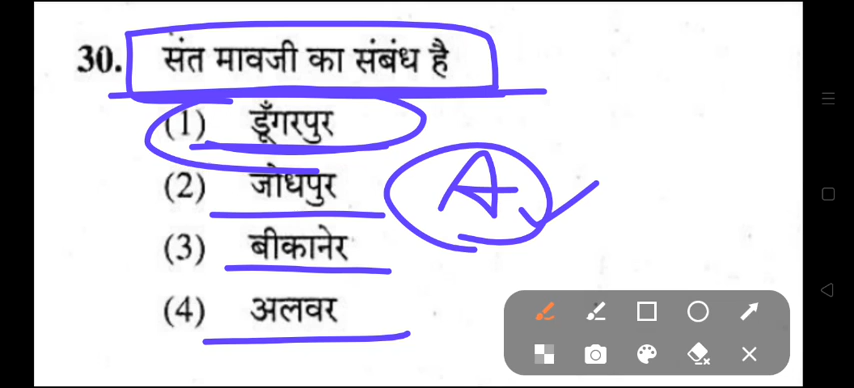 30. संत मावजी का संबंध है
(1) डूँगरपुर
(2) जोधपुर
(3) बीकानेर
(4) अलवर
A